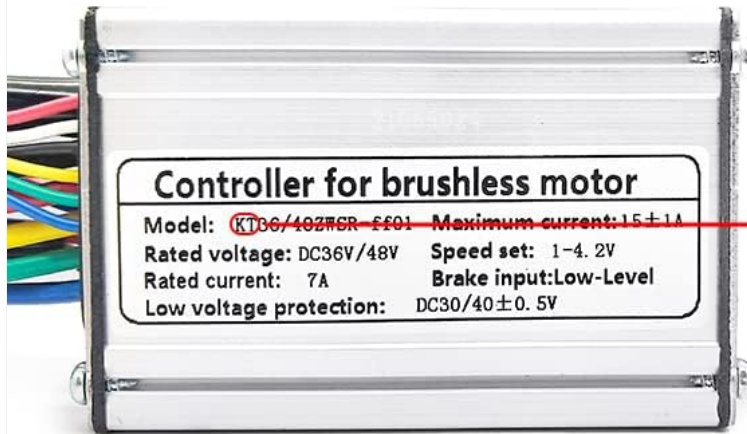 Controller for brushless motor
Model: KT36/48ZWSR-ff01 Maximum current: 15±1A
Rated voltage: DC36V/48V Speed set: 1-4.2V
Rated current: 7A Brake input:Low-Level
Low voltage protection: DC30/40±0.5V